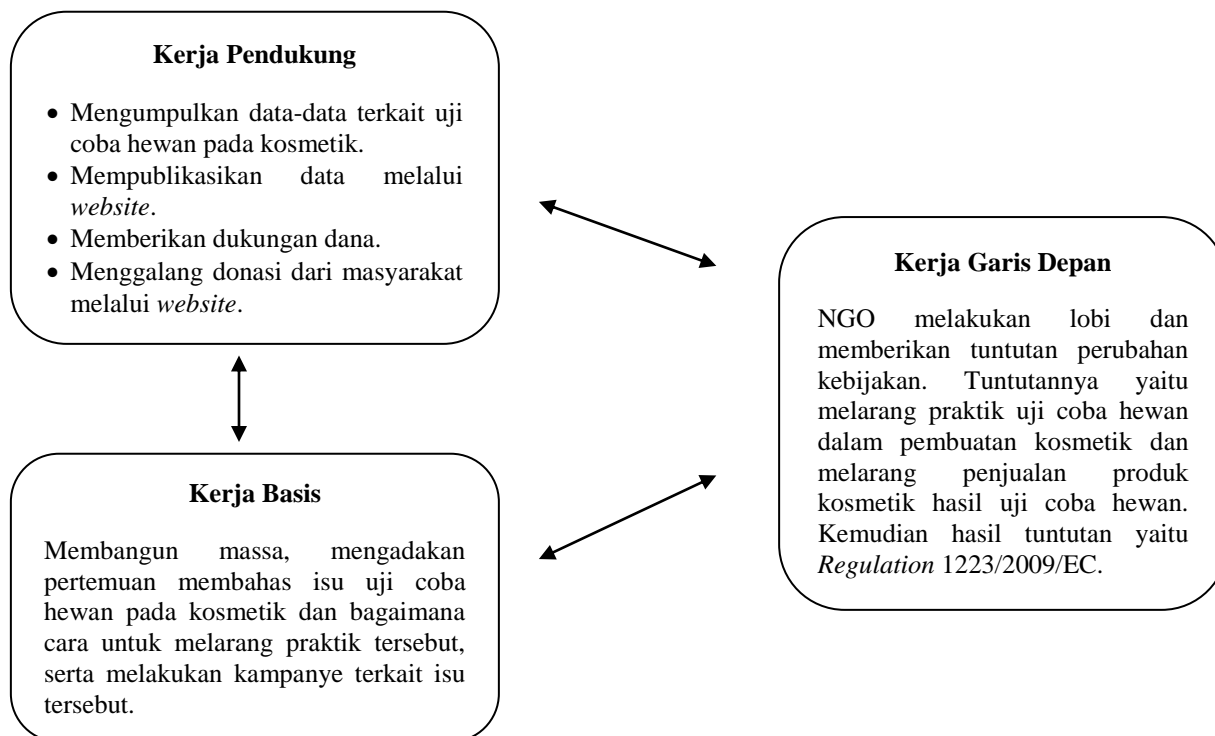 Kerja Pendukung
• Mengumpulkan data-data terkait uji
coba hewan pada kosmetik.
• Mempublikasikan data melalui
website.
• Memberikan dukungan dana.
• Menggalang donasi dari masyarakat
melalui website.
Kerja Garis Depan
NGO melakukan lobi dan
memberikan tuntutan perubahan
kebijakan. Tuntutannya yaitu
melarang praktik uji coba hewan
dalam pembuatan kosmetik dan
melarang penjualan produk
kosmetik hasil uji coba hewan.
Kemudian hasil tuntutan yaitu
Regulation 1223/2009/EC.
Kerja Basis
Membangun massa, mengadakan
pertemuan membahas isu uji coba
hewan pada kosmetik dan bagaimana
cara untuk melarang praktik tersebut,
serta melakukan kampanye terkait isu
tersebut.